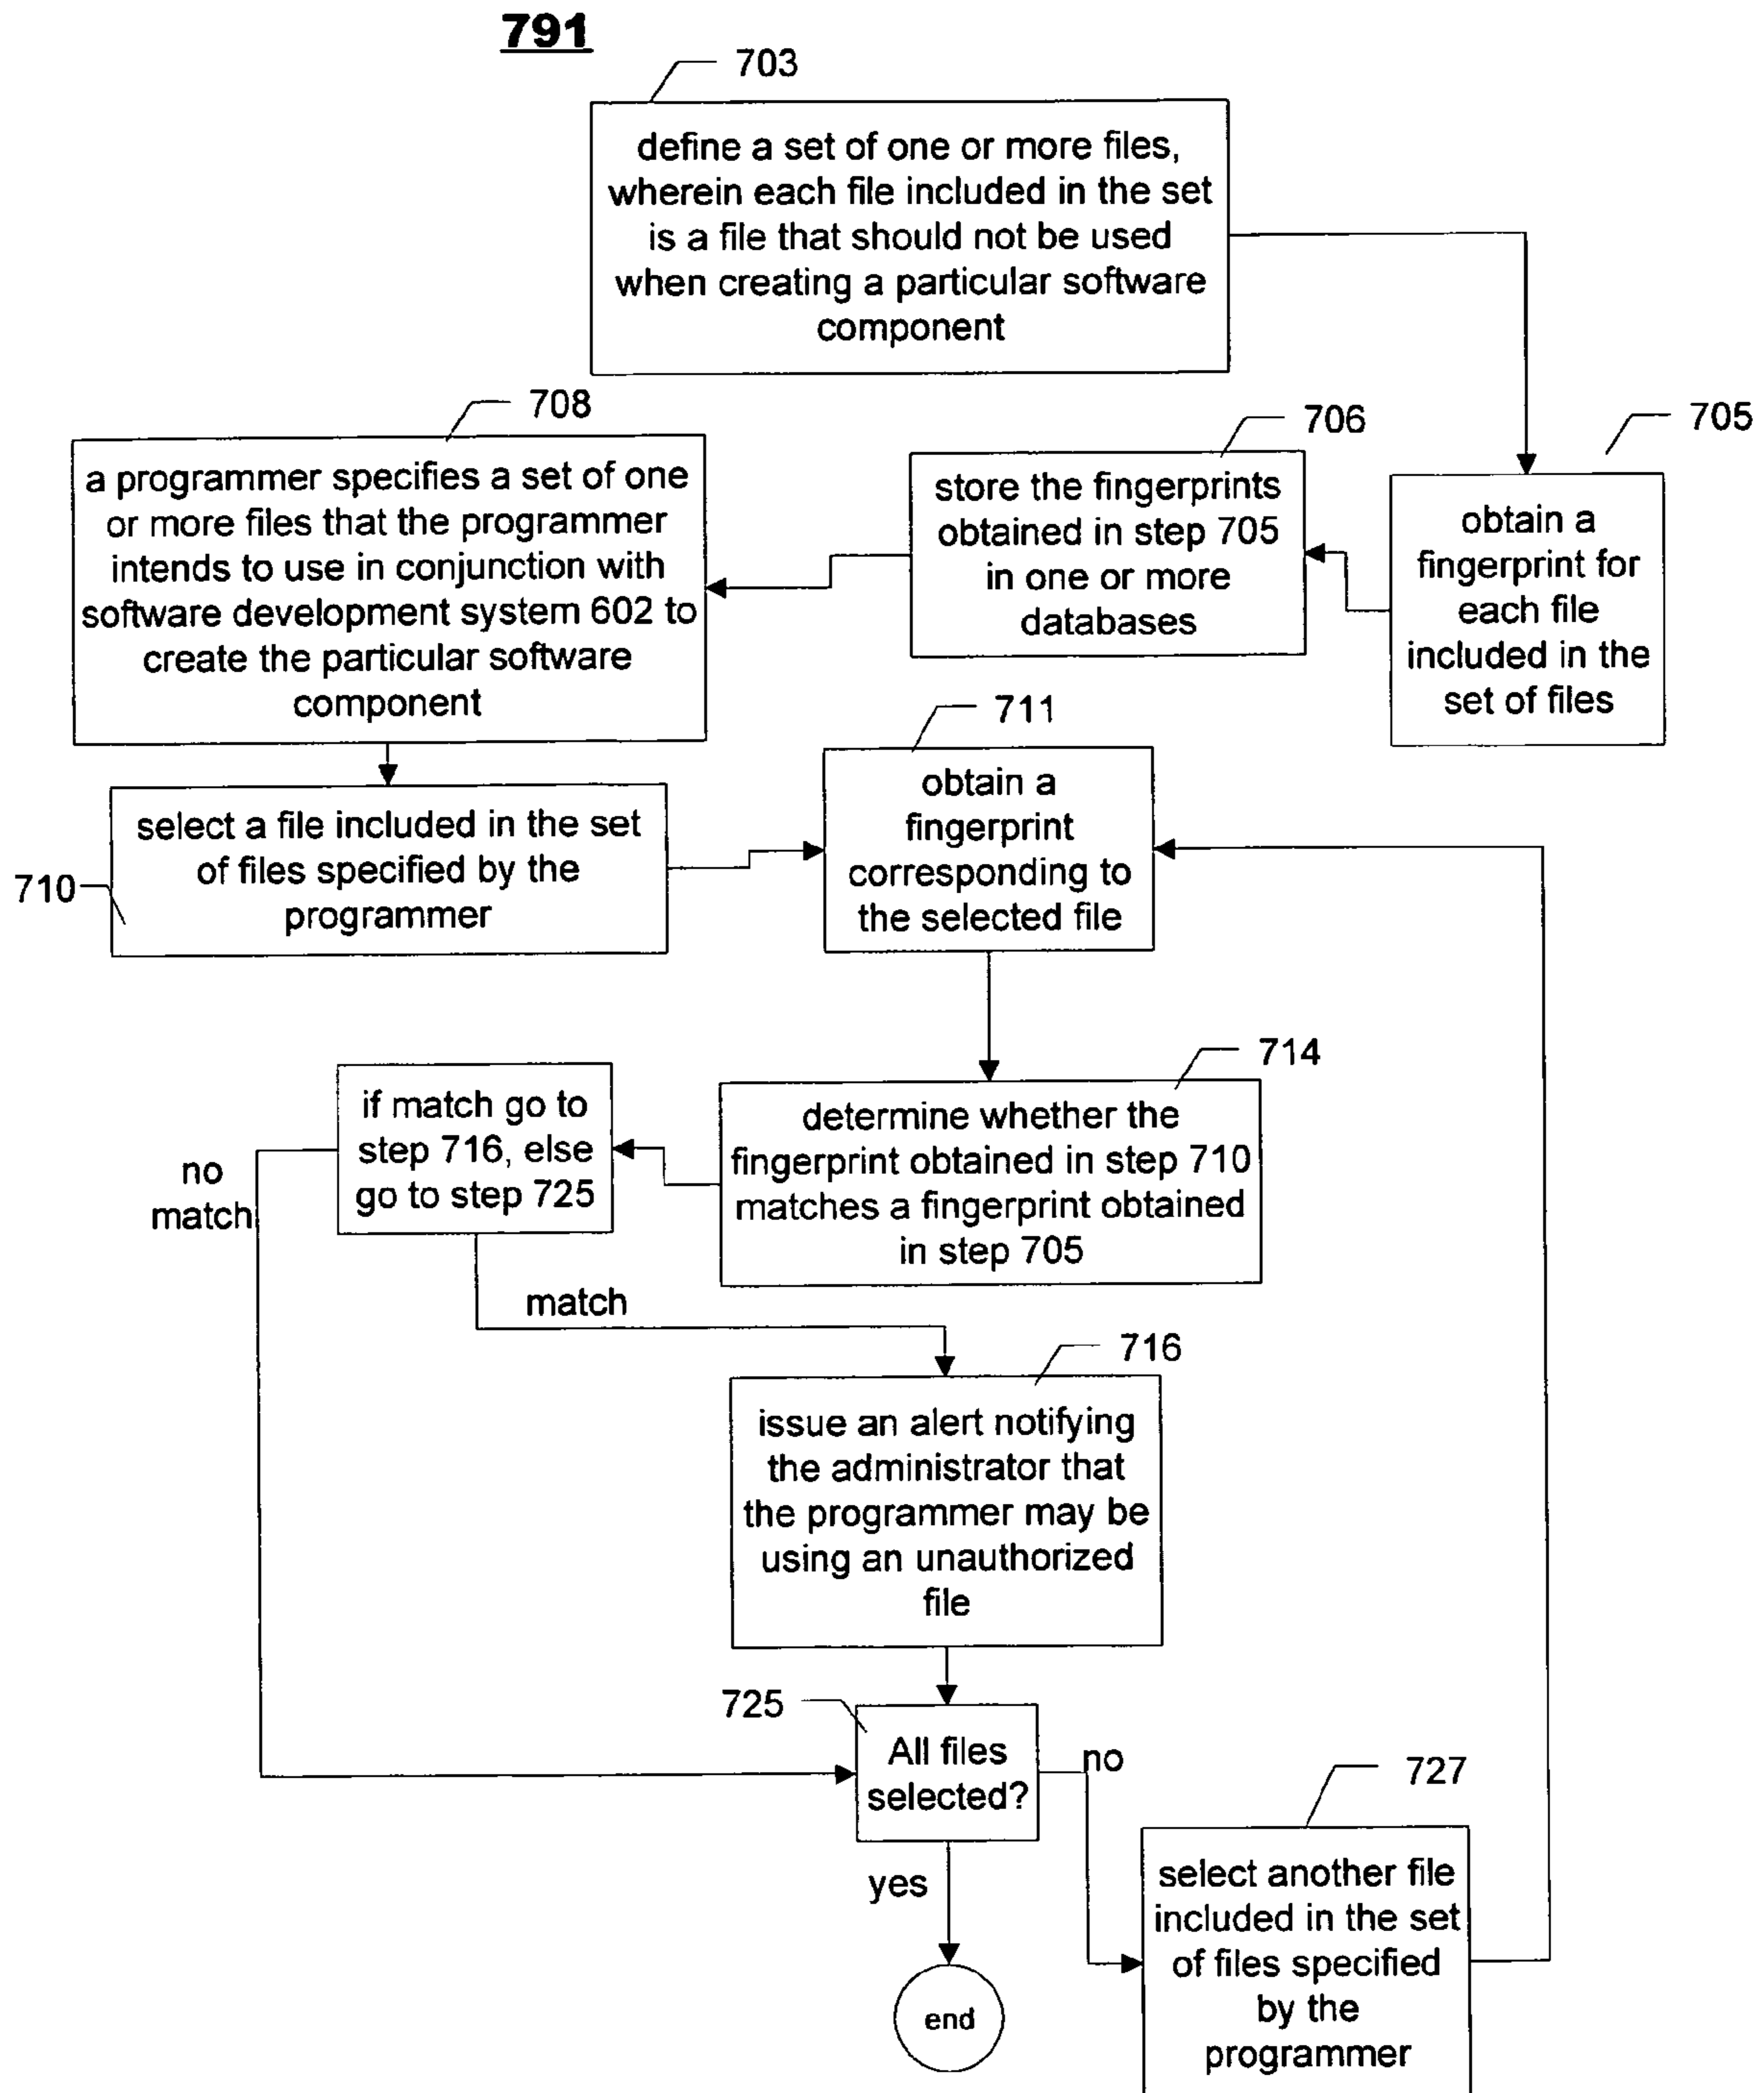 791
703
define a set of one or more files,
wherein each file included in the set
is a file that should not be used
when creating a particular software
component
705
obtain a
fingerprint for
each file
included in the
set of files
706
store the fingerprints
obtained in step 705
in one or more
databases
708
a programmer specifies a set of one
or more files that the programmer
intends to use in conjunction with
software development system 602 to
create the particular software
component
710
select a file included in the set
of files specified by the
programmer
711
obtain a
fingerprint
corresponding to
the selected file
714
determine whether the
fingerprint obtained in step 710
matches a fingerprint obtained
in step 705
if match go to
step 716, else
go to step 725
no
match
match
716
issue an alert notifying
the administrator that
the programmer may be
using an unauthorized
file
725
All files
selected?
no
yes
727
select another file
included in the set
of files specified
by the
programmer
end